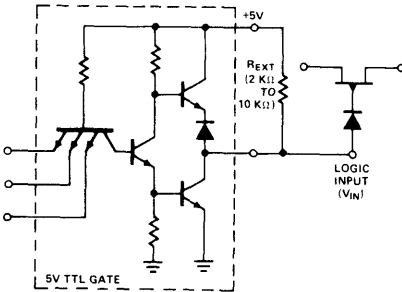 +5V
REXT
(2 KΩ
TO
10 KΩ)
LOGIC
INPUT
(VIN)
5V TTL GATE